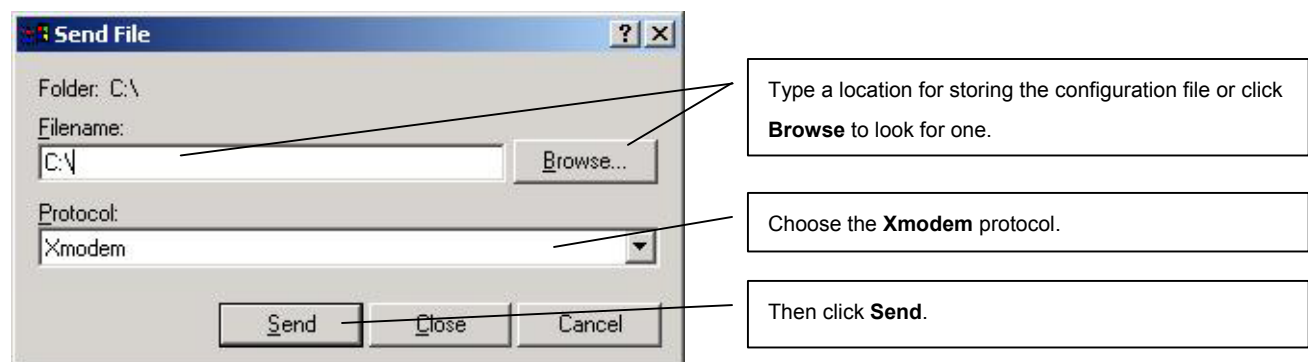 Send File
Folder: C:\
Filename:
C:\
Browse...
Protocol:
Xmodem
Send Close Cancel
Type a location for storing the configuration file or click
Browse to look for one.
Choose the Xmodem protocol.
Then click Send.